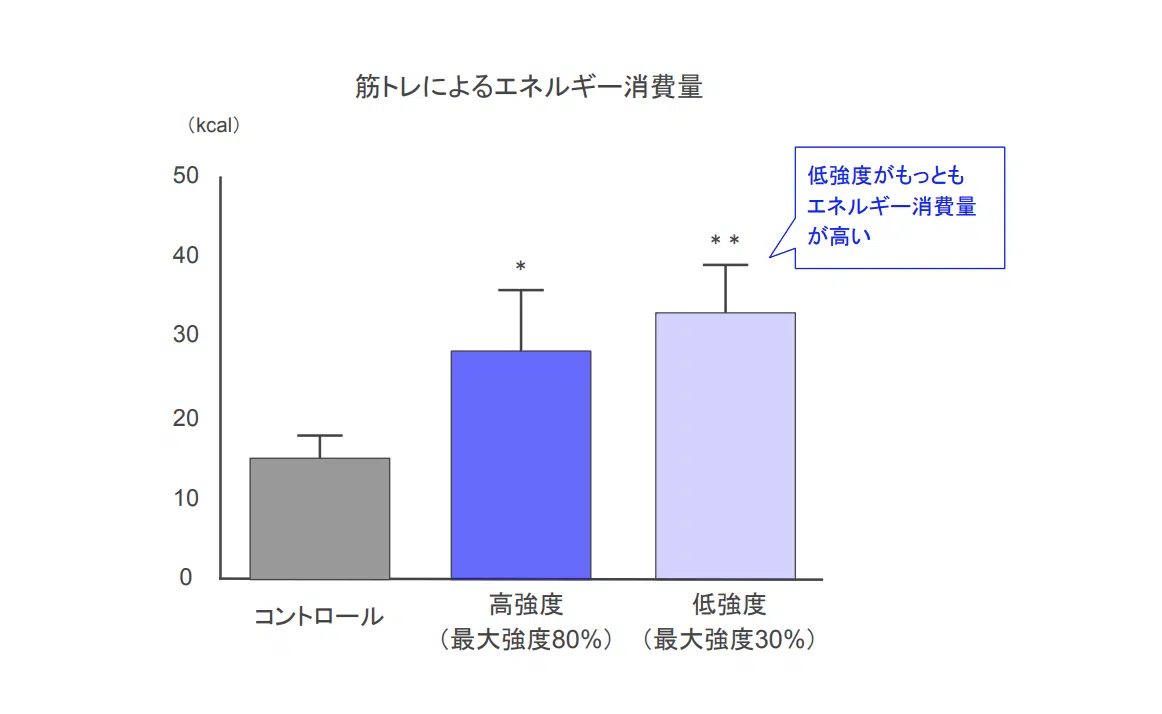 筋トレによるエネルギー消費量
（kcal）
50
40
30
20
10
0
*
* *
低強度がもっとも
エネルギー消費量
が高い
コントロール
高強度
（最大強度80%）
低強度
（最大強度30%）